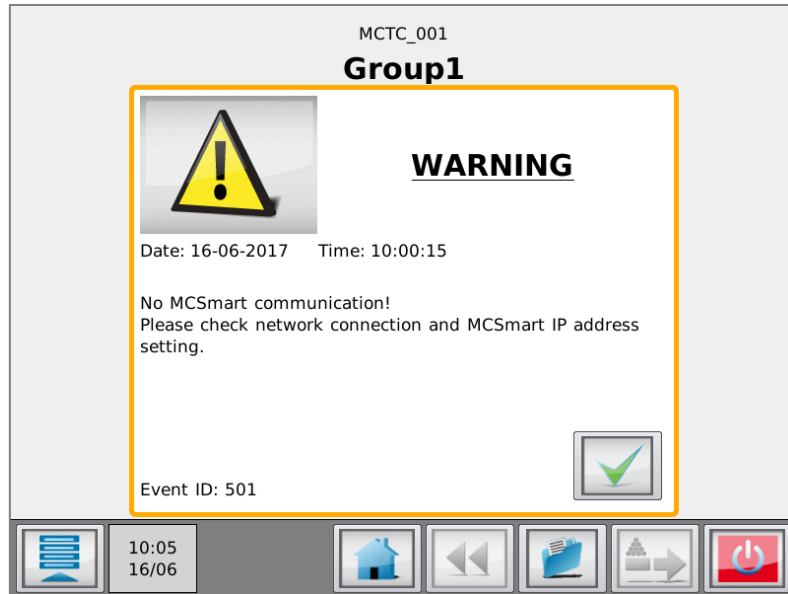 MCTC_001
Group1
WARNING
Date: 16-06-2017 Time: 10:00:15
No MCSmart communication!
Please check network connection and MCSmart IP address
setting.
Event ID: 501
10:05
16/06